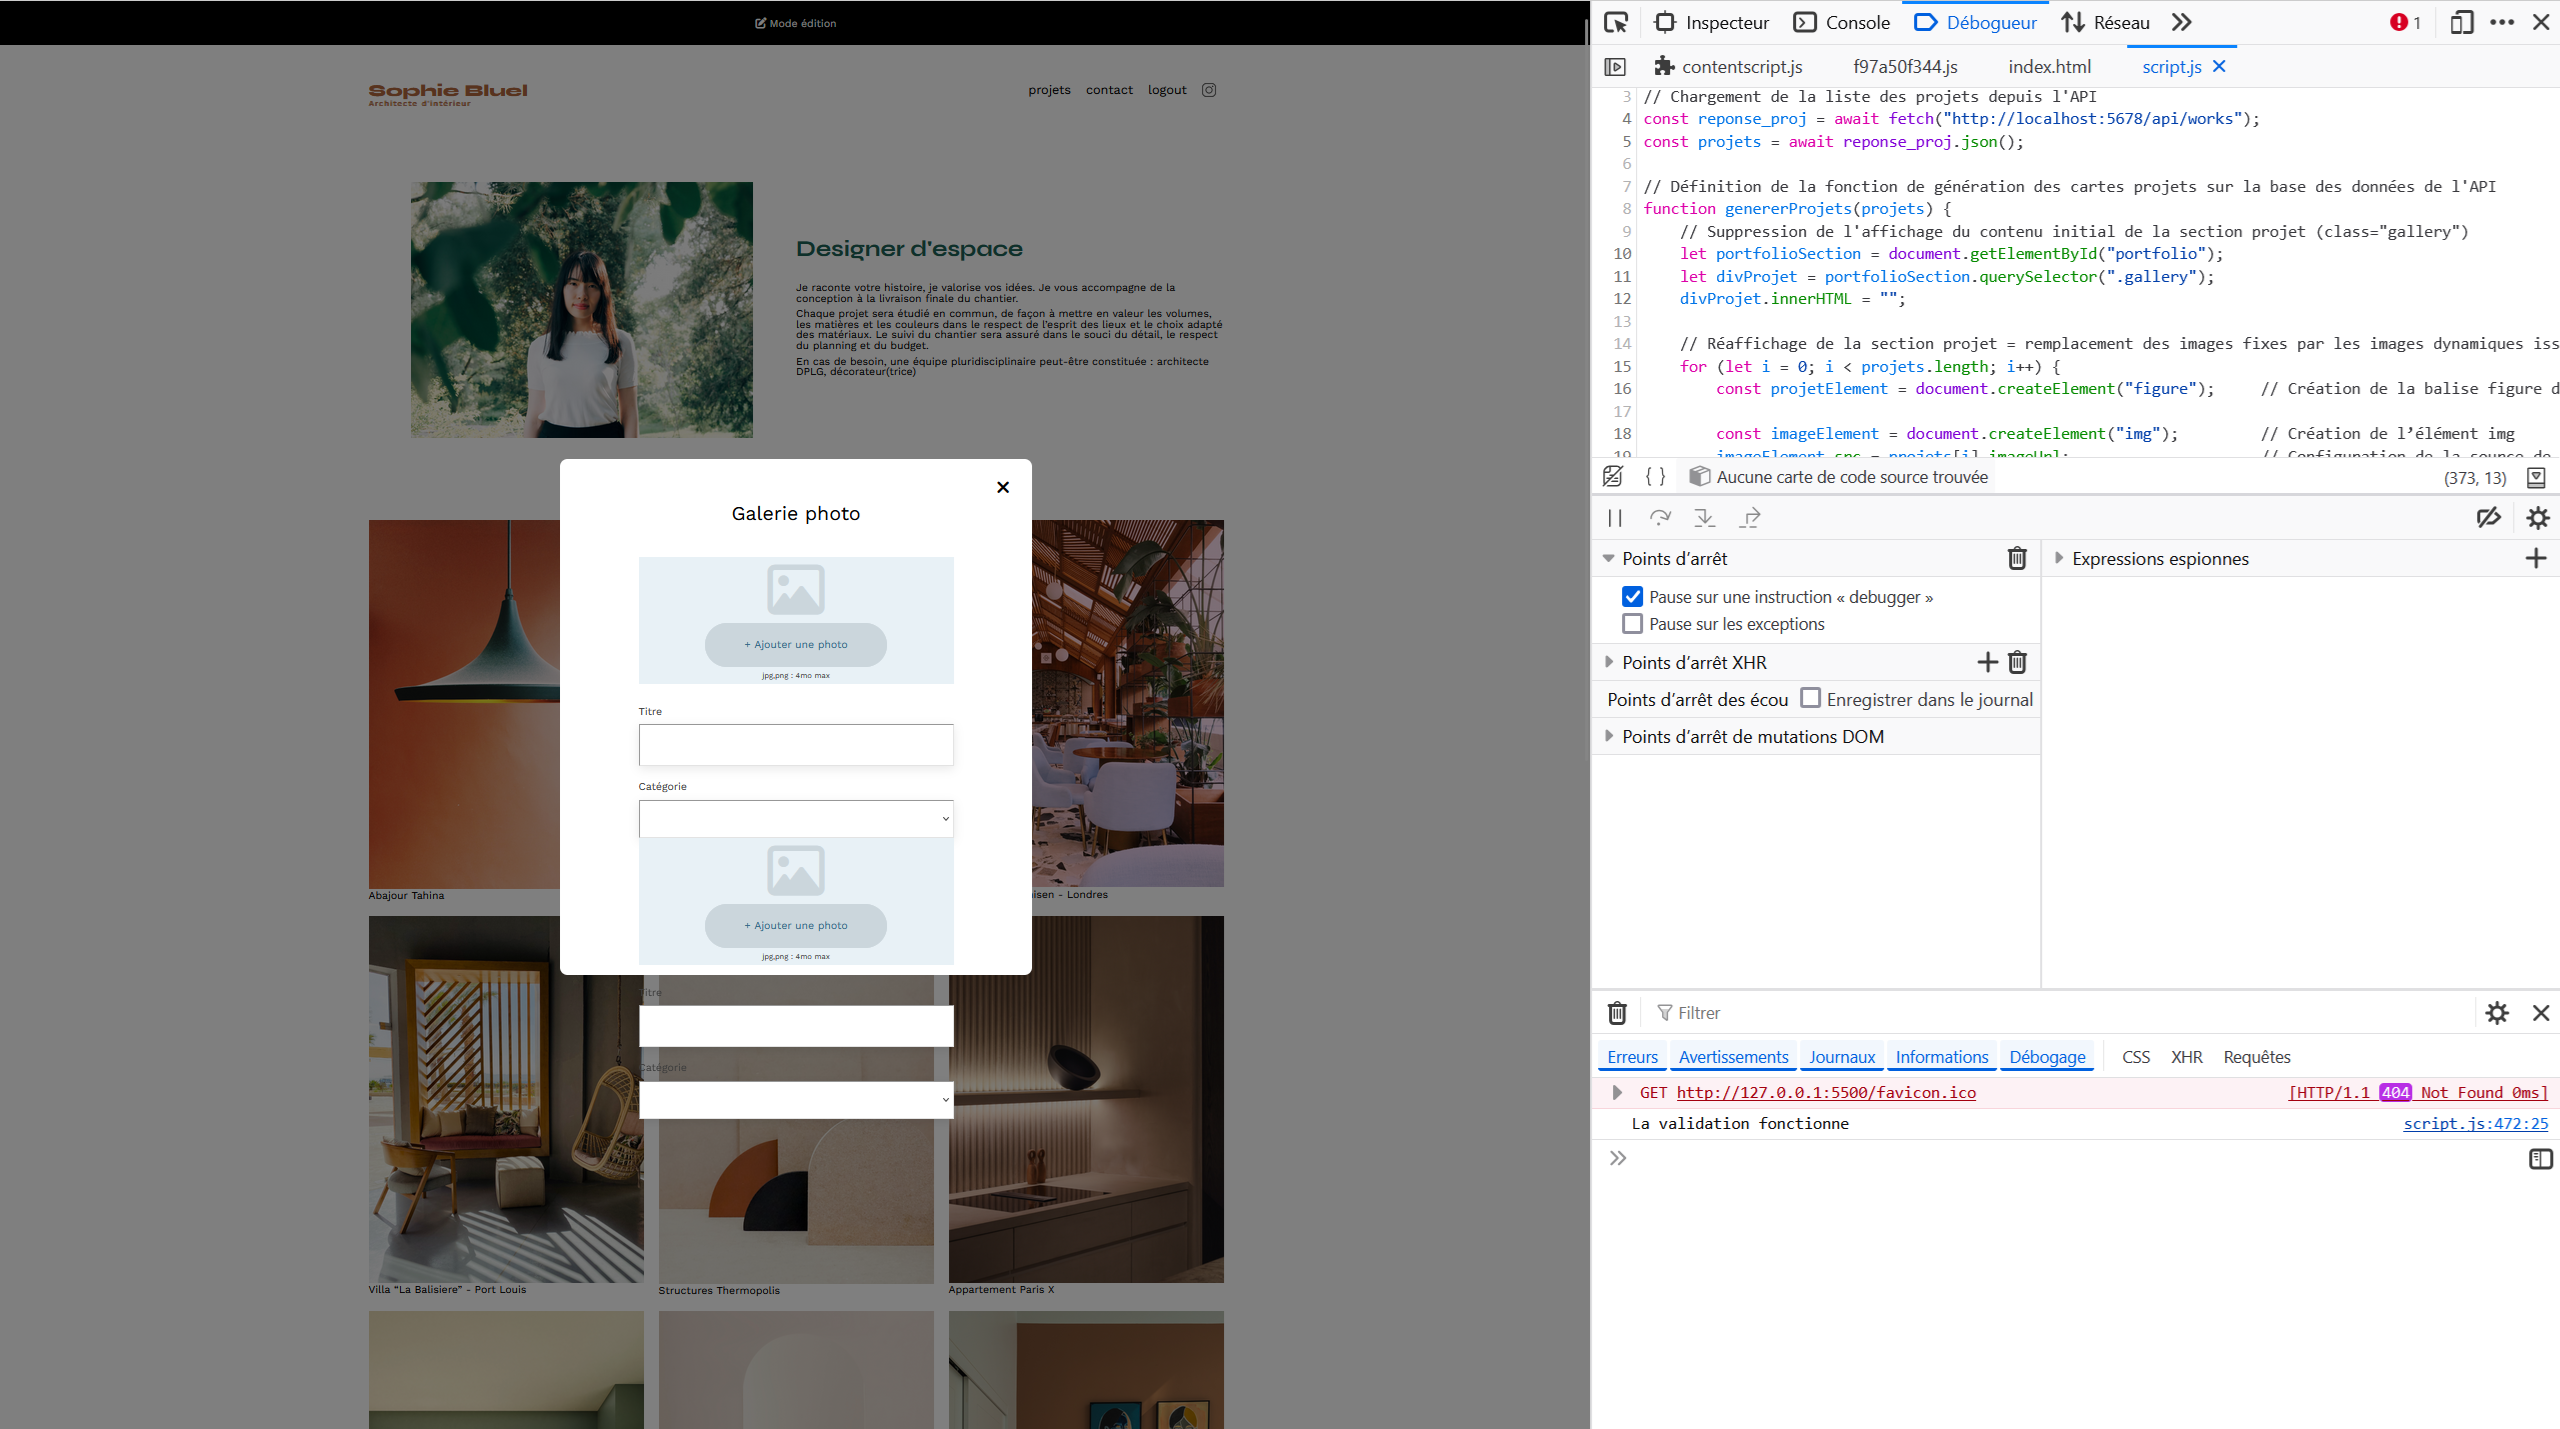 Mode édition
Sophie Bluel
Architecte d'intérieur
projets contact logout
Designer d'espace
Je raconte votre histoire, je valorise vos idées. Je vous accompagne de la
conception à la livraison finale du chantier.
Chaque projet sera étudié en commun, de façon à mettre en valeur les volumes,
les matières et les couleurs dans le respect de l'esprit des lieux et le choix adapté
des matériaux. Le suivi du chantier sera assuré dans le souci du détail, le respect
du planning et du budget.
En cas de besoin, une équipe pluridisciplinaire peut-être constituée : architecte
DPLG, décorateur(trice)
Galerie photo
+ Ajouter une photo
jpg,png : 4mo max
Titre
Catégorie
+ Ajouter une photo
jpg,png : 4mo max
Titre
Catégorie
Abajour Tahina
isen - Londres
Villa “La Balisiere” - Port Louis
Structures Thermopolis
Appartement Paris X
Inspecteur Console Débogueur Réseau 1
contentscript.js f97a50f344.js index.html script.js
3 // Chargement de la liste des projets depuis l'API
4 const reponse_proj = await fetch("http://localhost:5678/api/works");
5 const projets = await reponse_proj.json();
6
7 // Définition de la fonction de génération des cartes projets sur la base des données de l'API
8 function genererProjets(projets) {
9 // Suppression de l'affichage du contenu initial de la section projet (class="gallery")
10 let portfolioSection = document.getElementById("portfolio");
11 let divProjet = portfolioSection.querySelector(".gallery");
12 divProjet.innerHTML = "";
13
14 // Réaffichage de la section projet = remplacement des images fixes par les images dynamiques iss
15 for (let i = 0; i < projets.length; i++) {
16 const projetElement = document.createElement("figure"); // Création de la balise figure d
17
18 const imageElement = document.createElement("img"); // Création de l’élément img
19 imageElement.src = projets[i].imageUrl; // Configuration de la source de
{ } Aucune carte de code source trouvée (373, 13)
Points d’arrêt
Pause sur une instruction « debugger »
Pause sur les exceptions
Points d’arrêt XHR
Points d’arrêt des écou Enregistrer dans le journal
Points d’arrêt de mutations DOM
Expressions espionnes
Filtrer
Erreurs Avertissements Journaux Informations Débogage CSS XHR Requêtes
GET http://127.0.0.1:5500/favicon.ico [HTTP/1.1 404 Not Found 0ms]
La validation fonctionne script.js:472:25